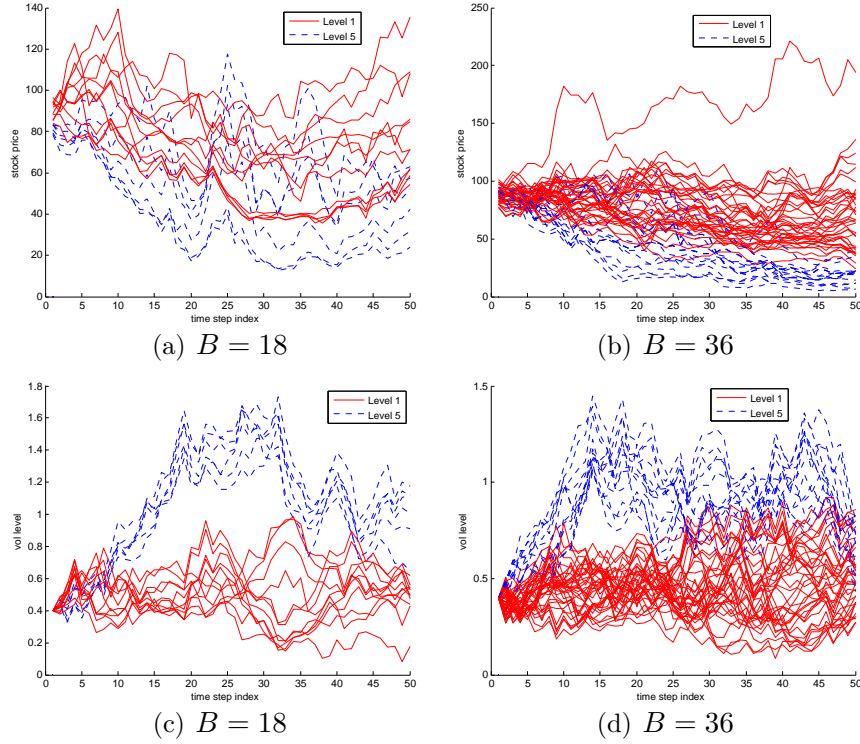 140
120
100
80
60
40
20
0
stock price
Level 1
Level 5
0 5 10 15 20 25 30 35 40 45 50
time step index
(a) B = 18
250
200
150
100
50
0
stock price
Level 1
Level 5
0 5 10 15 20 25 30 35 40 45 50
time step index
(b) B = 36
1.8
1.6
1.4
1.2
1
0.8
0.6
0.4
0.2
0
vol level
Level 1
Level 5
0 5 10 15 20 25 30 35 40 45 50
time step index
(c) B = 18
1.5
1
0.5
0
vol level
Level 1
Level 5
0 5 10 15 20 25 30 35 40 45 50
time step index
(d) B = 36